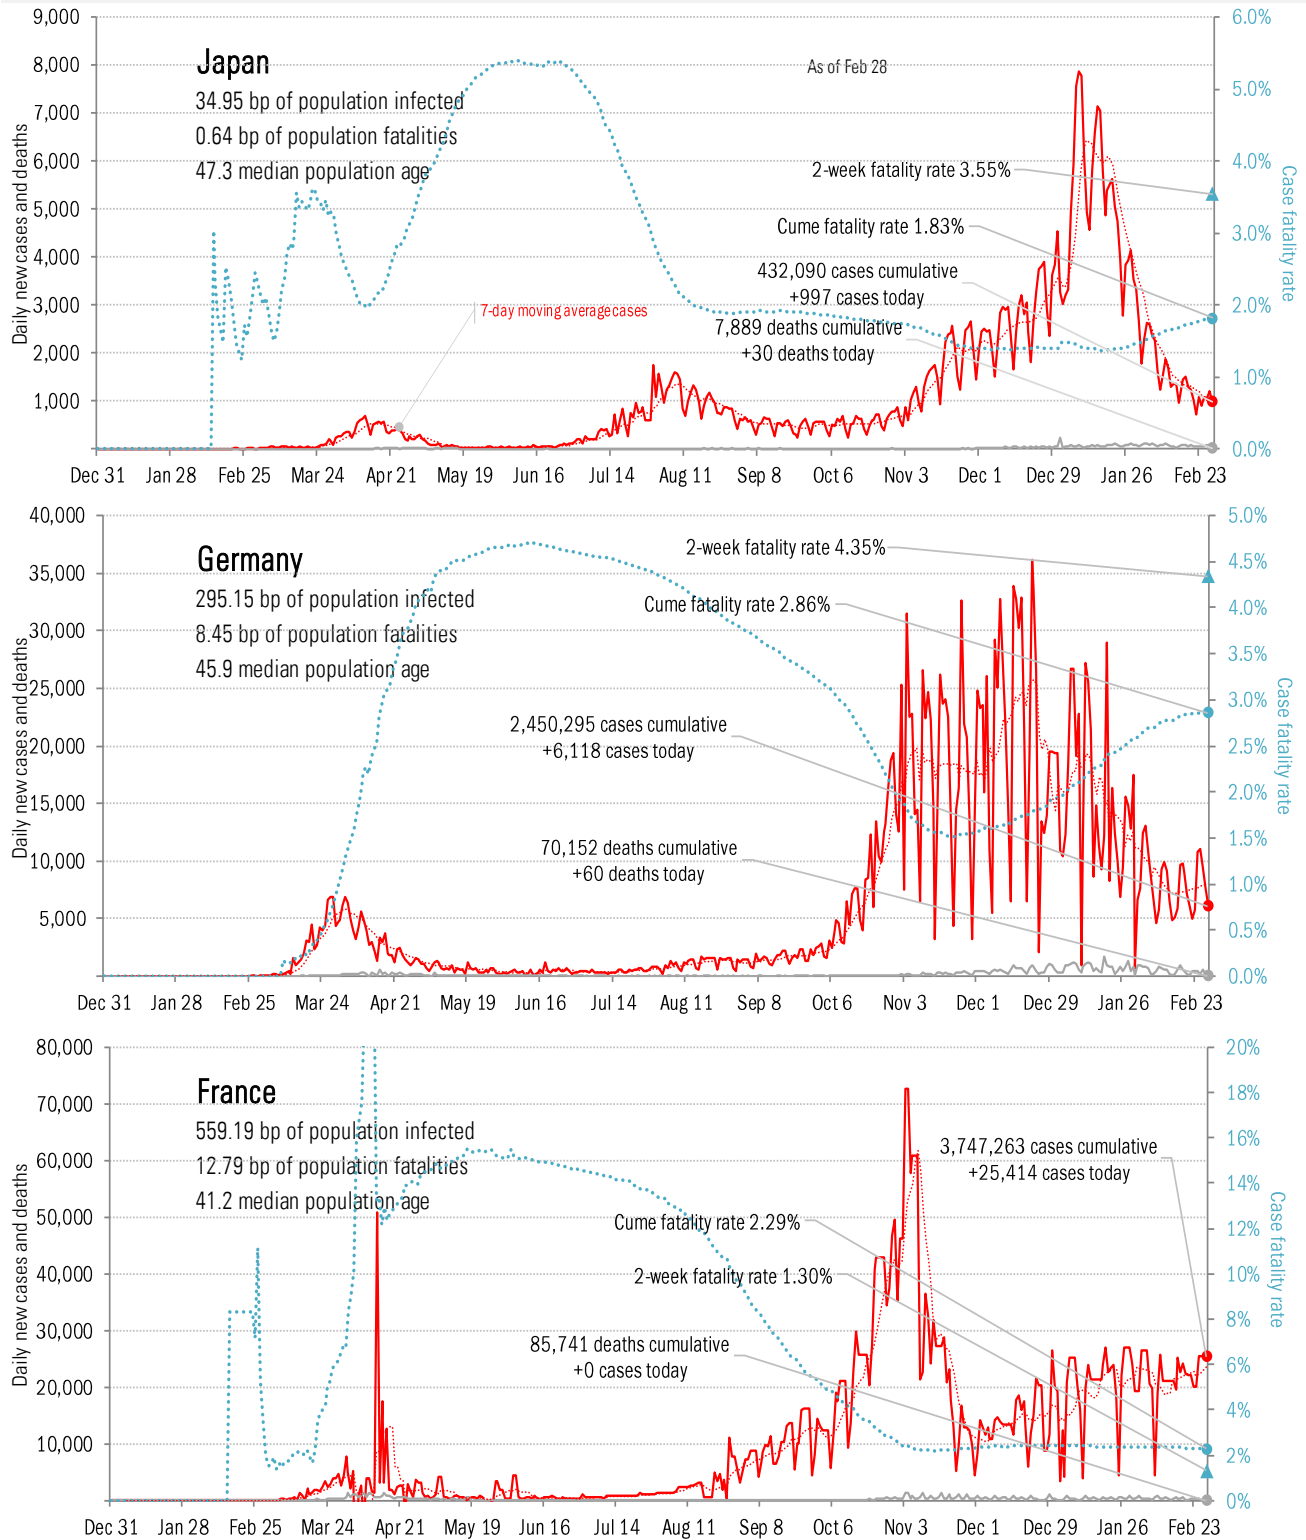 9,000
8,000
7,000
6,000
5,000
4,000
3,000
2,000
1,000
Daily new cases and deaths
Japan
34.95 bp of population infected
0.64 bp of population fatalities
47.3 median population age
As of Feb 28
7-day moving average cases
2-week fatality rate 3.55%
Cume fatality rate 1.83%
432,090 cases cumulative
+997 cases today
7,889 deaths cumulative
+30 deaths today
6.0%
5.0%
4.0%
3.0%
2.0%
1.0%
0.0%
Case fatality rate
Dec 31 Jan 28 Feb 25 Mar 24 Apr 21 May 19 Jun 16 Jul 14 Aug 11 Sep 8 Oct 6 Nov 3 Dec 1 Dec 29 Jan 26 Feb 23
40,000
35,000
30,000
25,000
20,000
15,000
10,000
5,000
Daily new cases and deaths
Germany
295.15 bp of population infected
8.45 bp of population fatalities
45.9 median population age
2-week fatality rate 4.35%
Cume fatality rate 2.86%
2,450,295 cases cumulative
+6,118 cases today
70,152 deaths cumulative
+60 deaths today
5.0%
4.5%
4.0%
3.5%
3.0%
2.5%
2.0%
1.5%
1.0%
0.5%
0.0%
Case fatality rate
Dec 31 Jan 28 Feb 25 Mar 24 Apr 21 May 19 Jun 16 Jul 14 Aug 11 Sep 8 Oct 6 Nov 3 Dec 1 Dec 29 Jan 26 Feb 23
80,000
70,000
60,000
50,000
40,000
30,000
20,000
10,000
Daily new cases and deaths
France
559.19 bp of population infected
12.79 bp of population fatalities
41.2 median population age
3,747,263 cases cumulative
+25,414 cases today
Cume fatality rate 2.29%
2-week fatality rate 1.30%
85,741 deaths cumulative
+0 cases today
20%
18%
16%
14%
12%
10%
8%
6%
4%
2%
0%
Case fatality rate
Dec 31 Jan 28 Feb 25 Mar 24 Apr 21 May 19 Jun 16 Jul 14 Aug 11 Sep 8 Oct 6 Nov 3 Dec 1 Dec 29 Jan 26 Feb 23